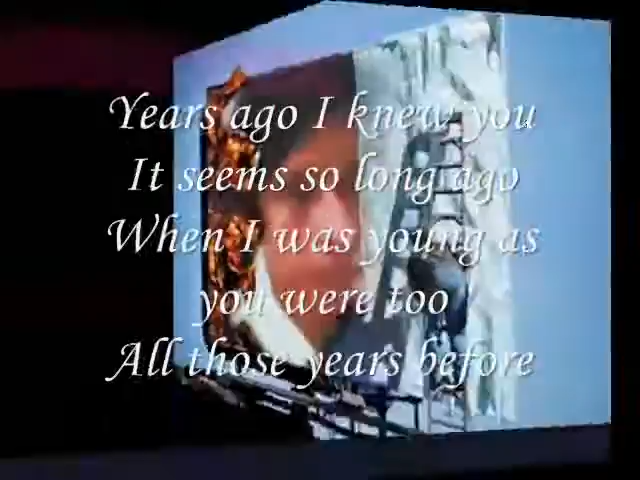 Years ago I knew you
It seems so long ago
When I was young as
you were too
All those years before